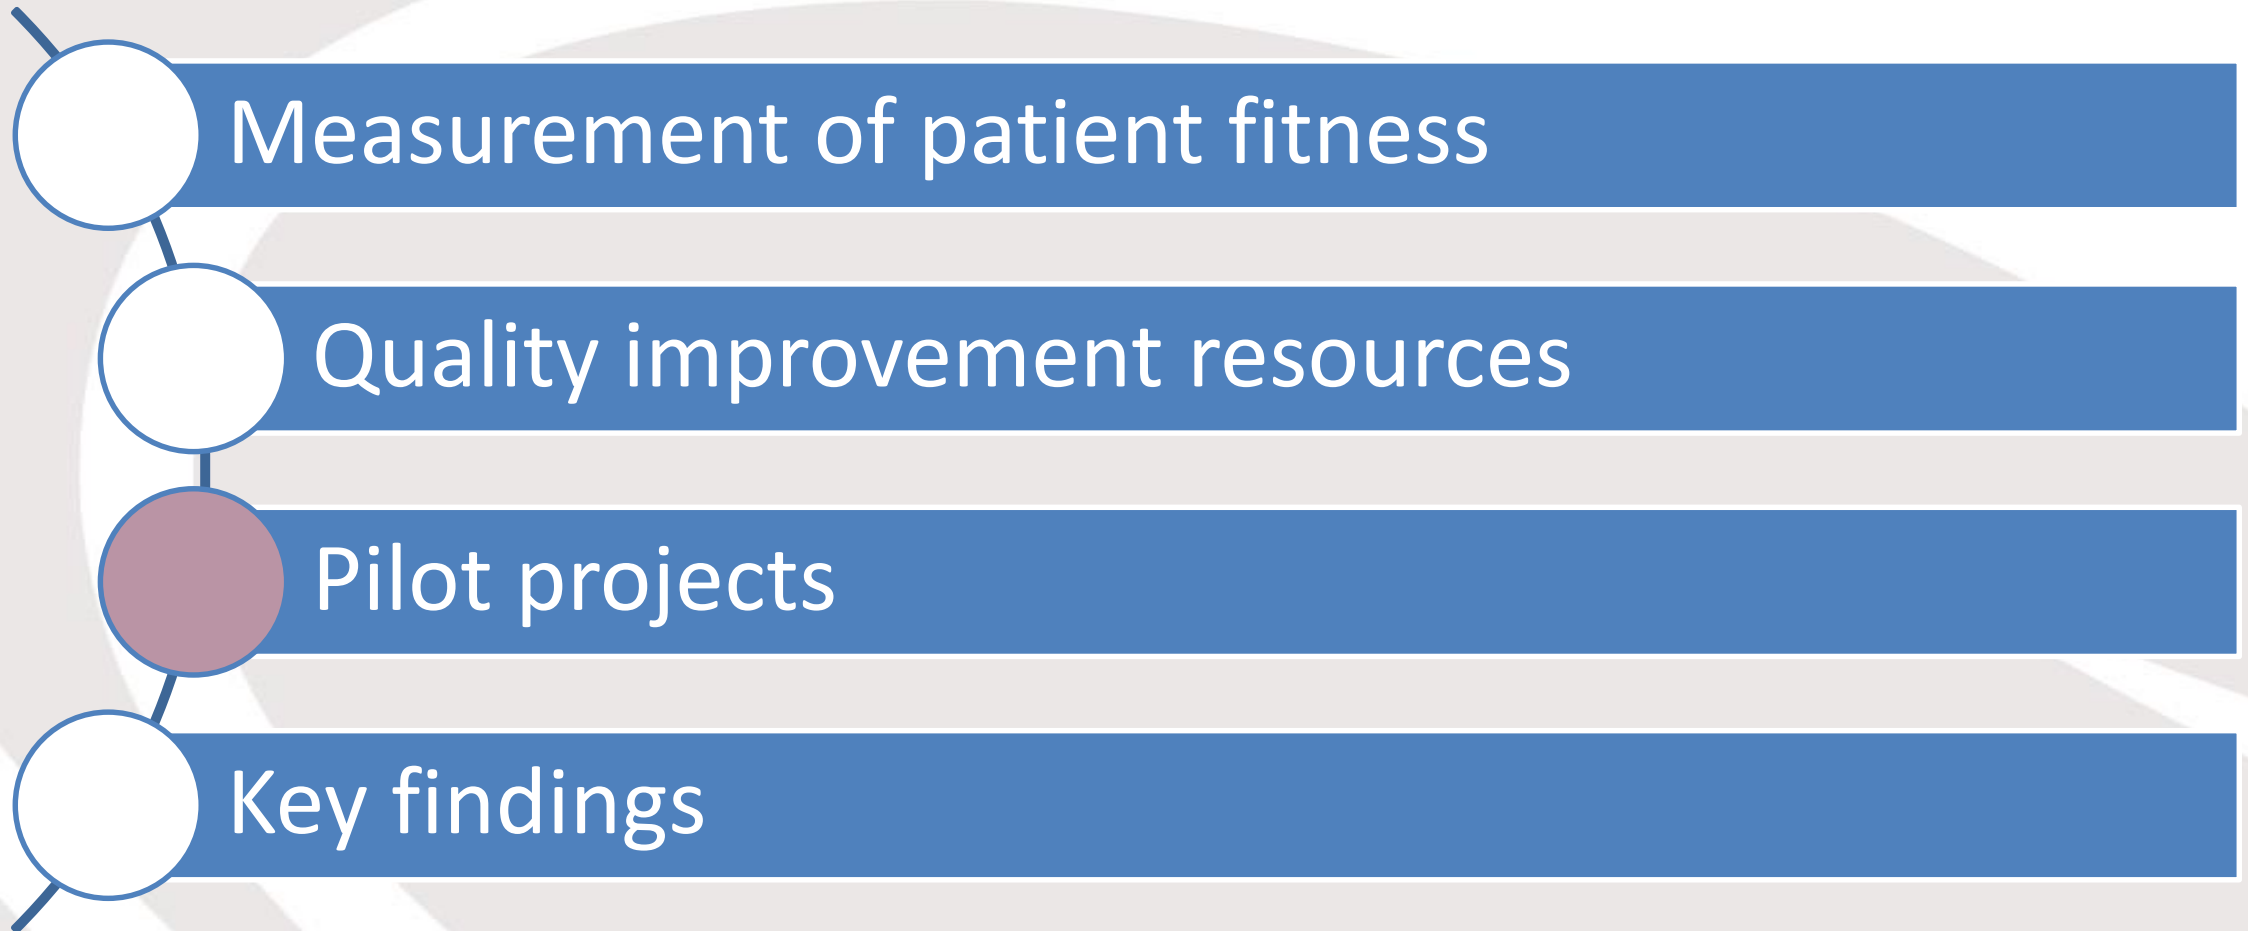 Measurement of patient fitness
Quality improvement resources
Pilot projects
Key findings